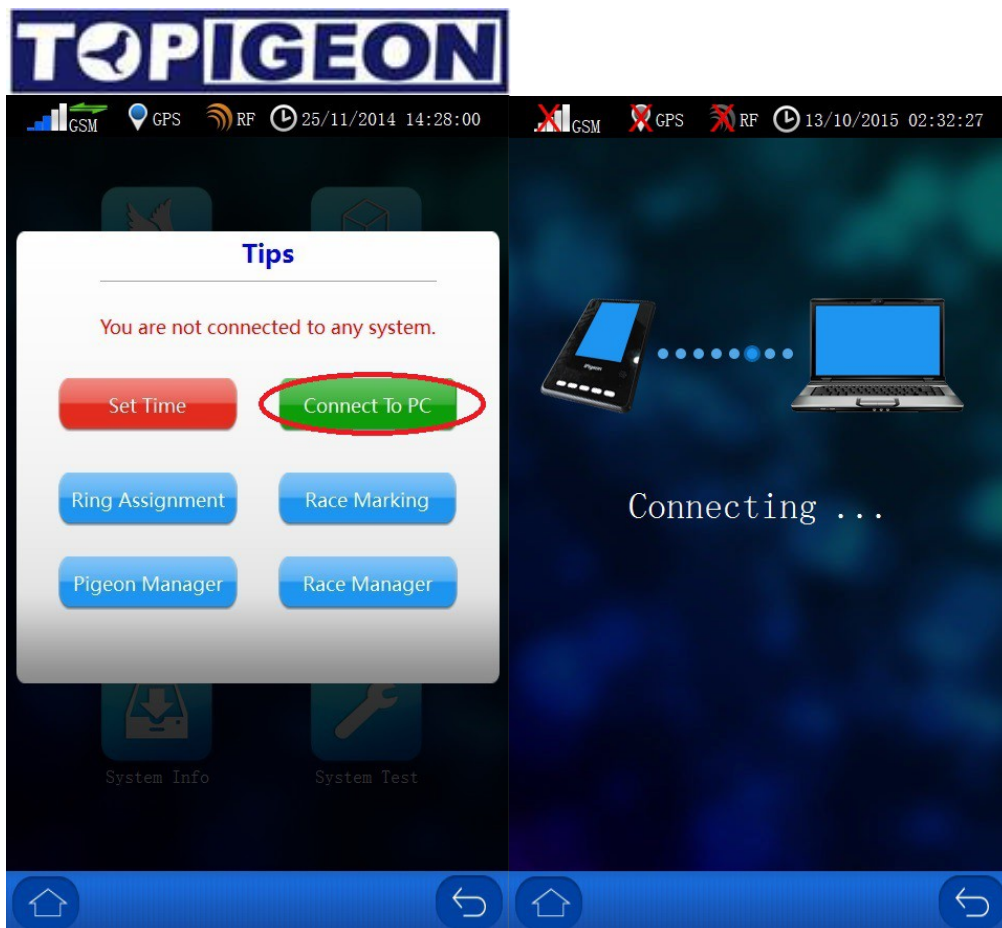 TOPIGEON
GSM GPS RF 25/11/2014 14:28:00
Tips
You are not connected to any system.
Set Time Connect To PC
Ring Assignment Race Marking
Pigeon Manager Race Manager
System Info System Test
GSM GPS RF 13/10/2015 02:32:27
Connecting ...